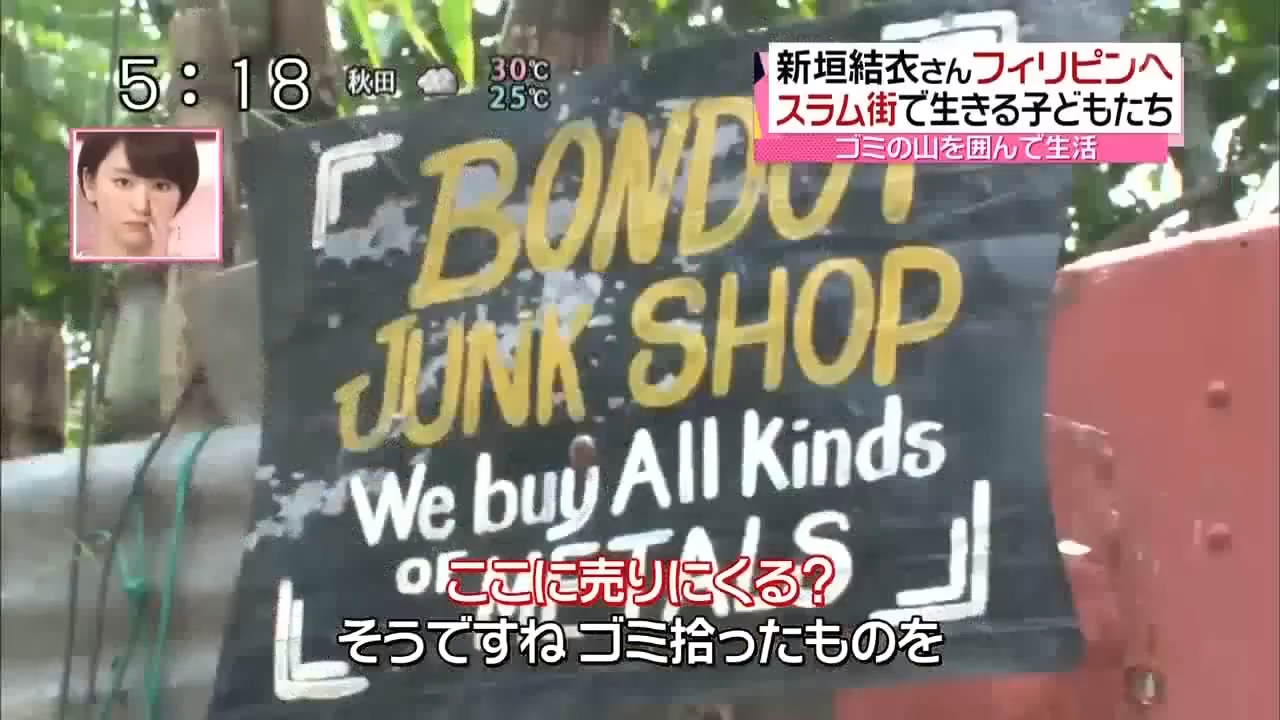 5:18 秋田 30℃
25℃
新垣結衣さんフィリピンへ
スラム街で生きる子どもたち
ゴミの山を囲んで生活
JUNK SHOP
We buy All Kinds
OF METALS
ここに売りにくる?
そうですね ゴミ拾ったものを